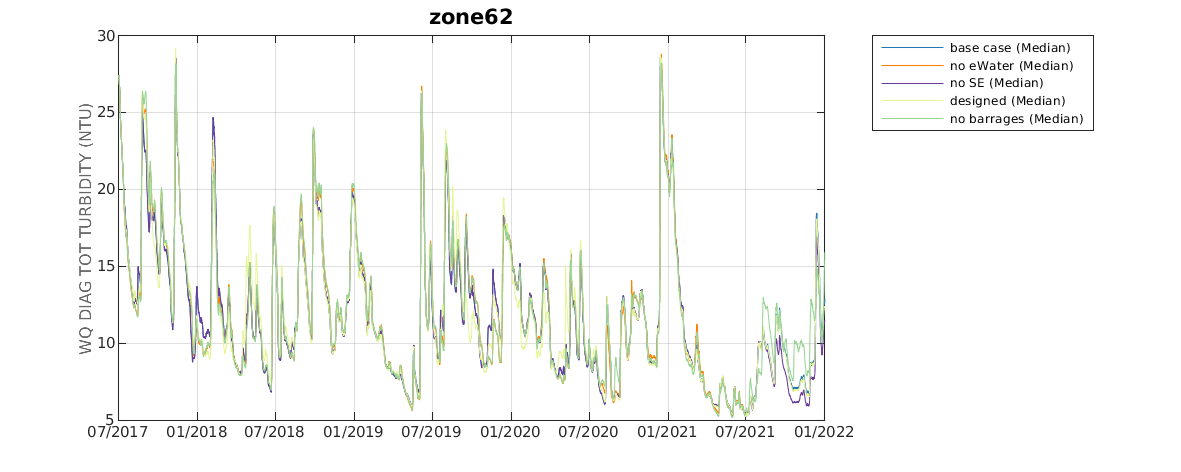 zone62
WQ DIAG TOT TURBIDITY (NTU)
30
25
20
15
10
5
07/2017 01/2018 07/2018 01/2019 07/2019 01/2020 07/2020 01/2021 07/2021 01/2022
base case (Median)
no eWater (Median)
no SE (Median)
designed (Median)
no barrages (Median)